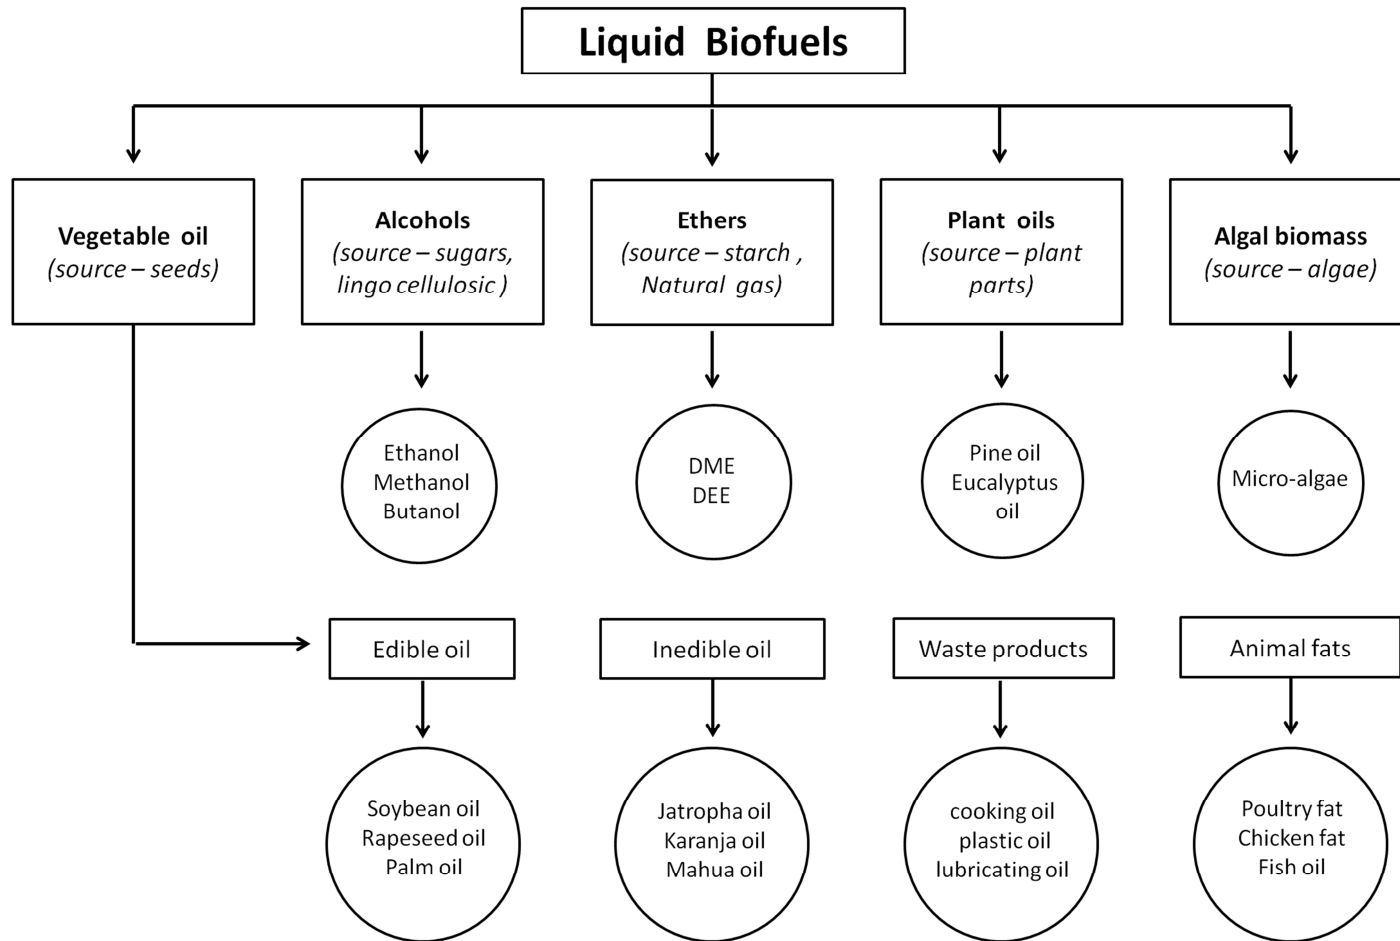 Liquid Biofuels
Vegetable oil
(source – seeds)
Alcohols
(source – sugars,
lingo cellulosic )
Ethers
(source – starch ,
Natural gas)
Plant oils
(source – plant
parts)
Algal biomass
(source – algae)
Ethanol
Methanol
Butanol
DME
DEE
Pine oil
Eucalyptus
oil
Micro-algae
Edible oil
Inedible oil
Waste products
Animal fats
Soybean oil
Rapeseed oil
Palm oil
Jatropha oil
Karanja oil
Mahua oil
cooking oil
plastic oil
lubricating oil
Poultry fat
Chicken fat
Fish oil